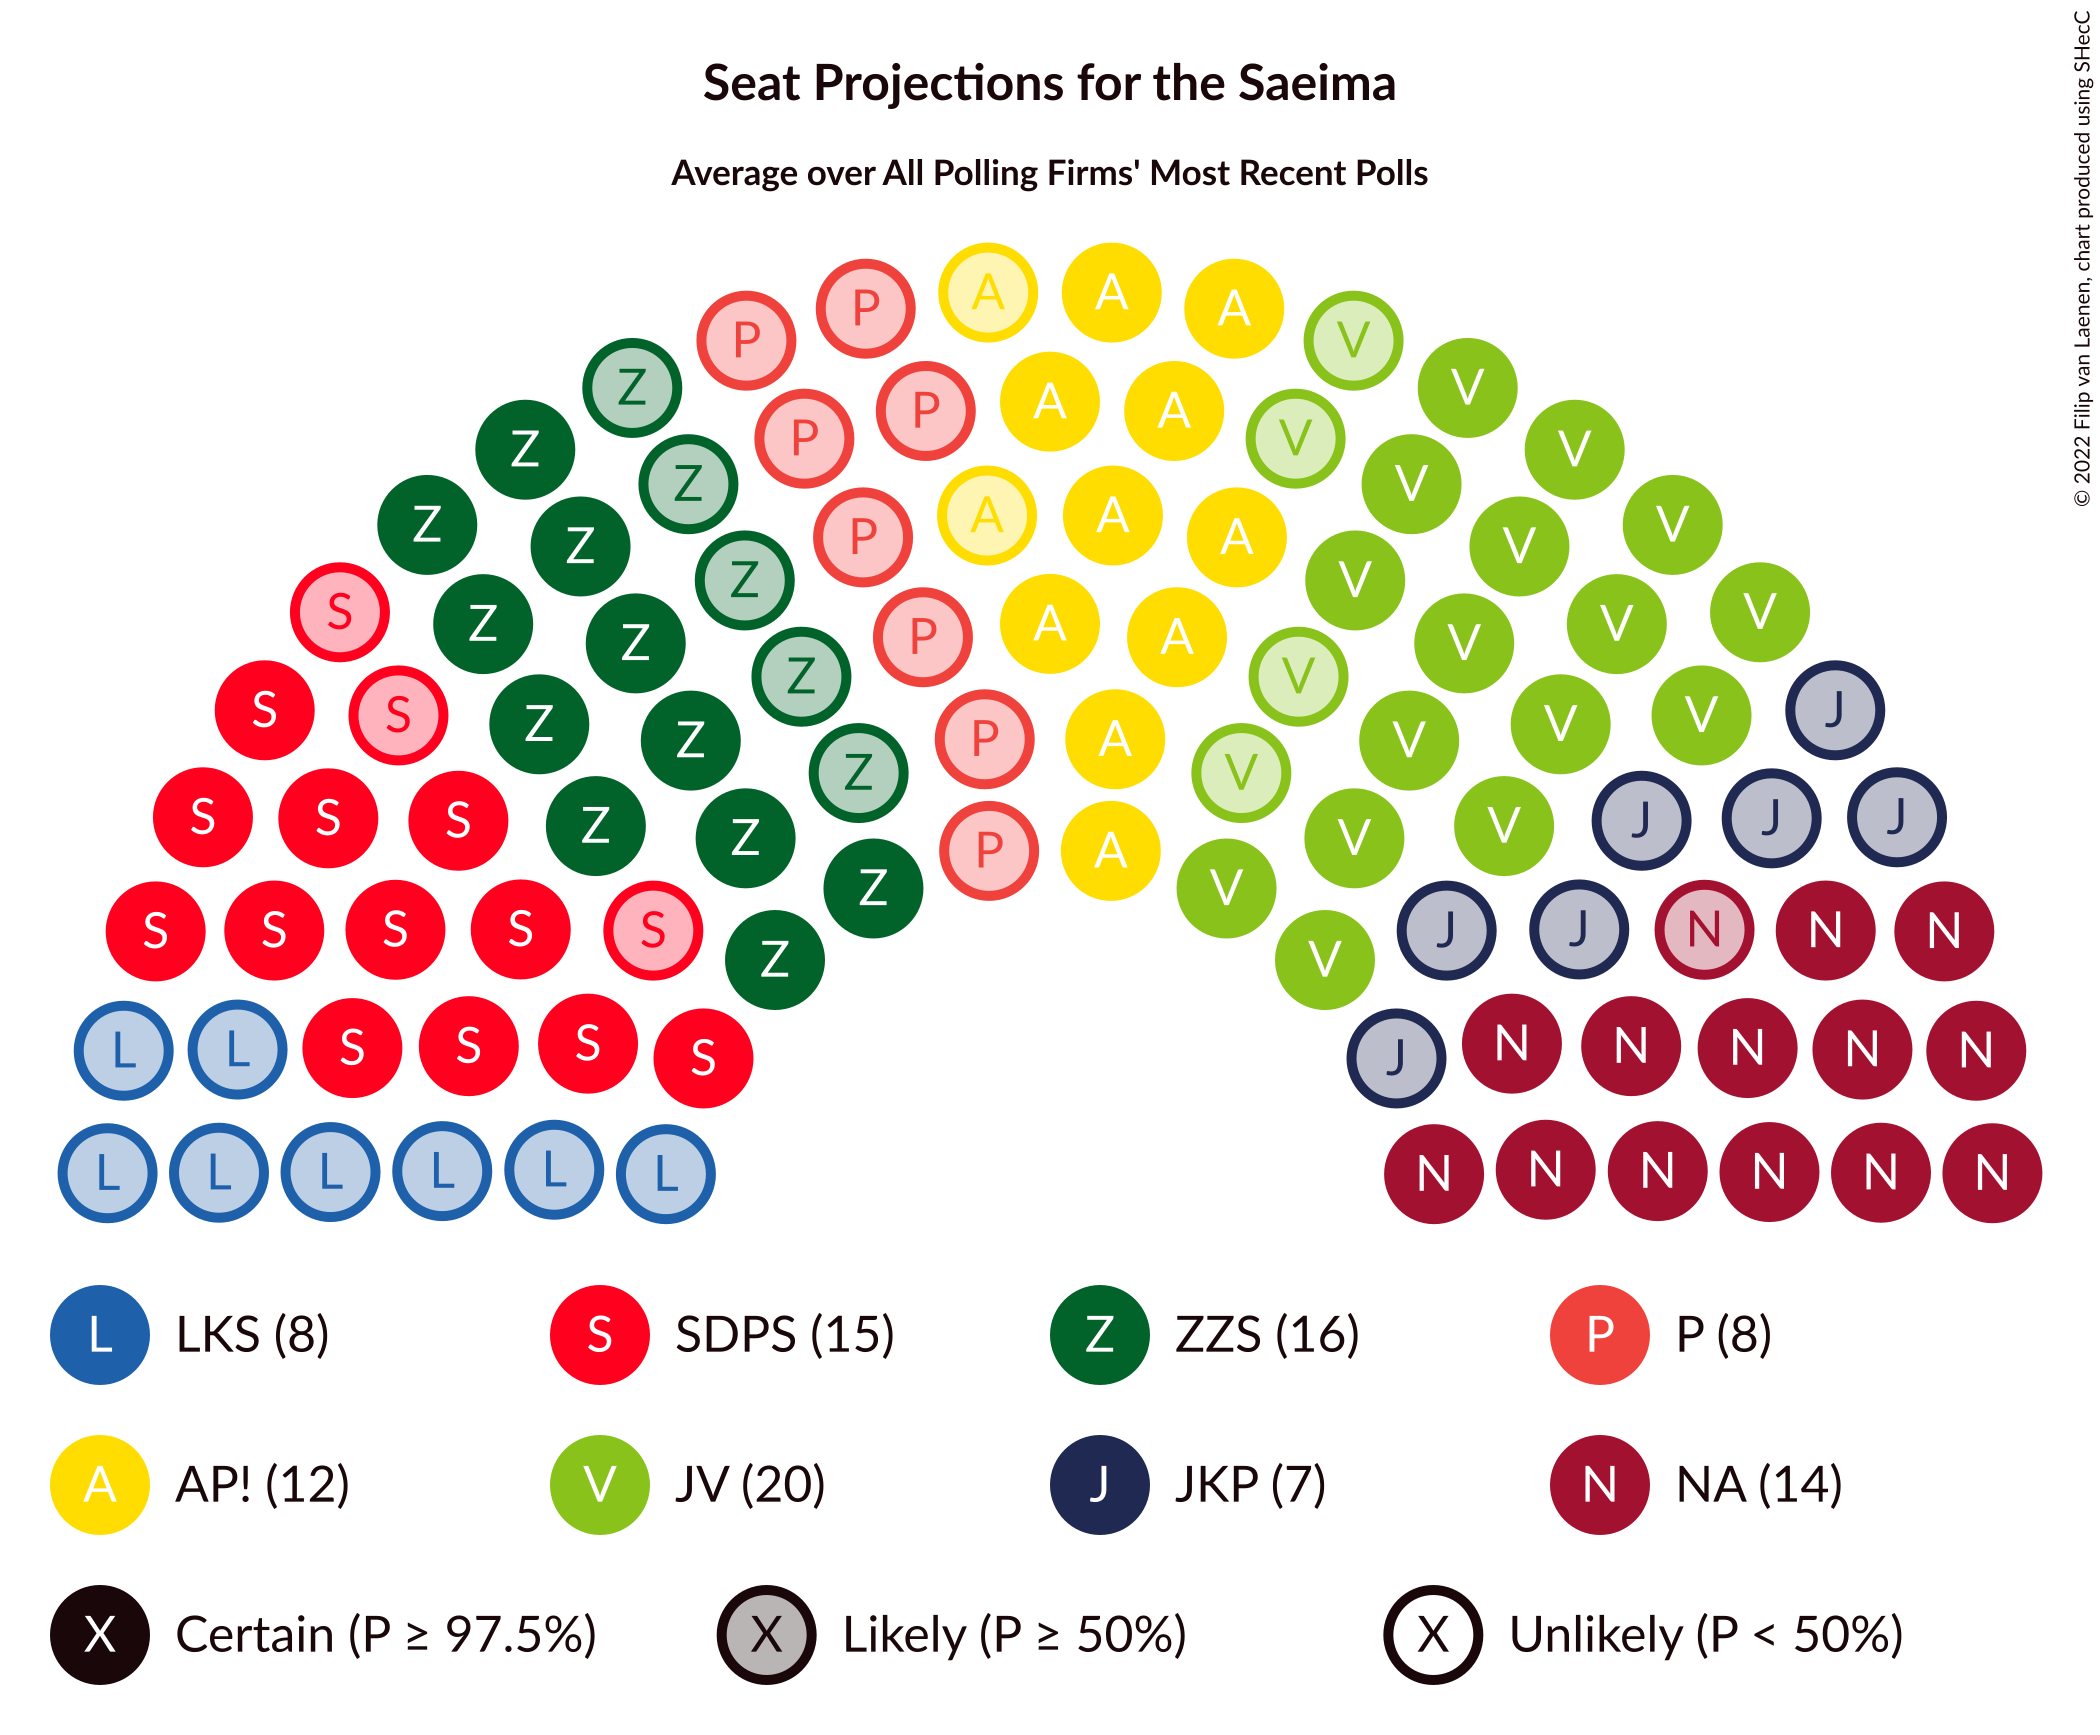 Seat Projections for the Saeima
Average over All Polling Firms' Most Recent Polls
© 2022 Filip van Laenen, chart produced using SHecC
A A A
P P V
Z P A A V V
P V
Z Z A A A V V
Z Z P A V V V
S Z Z P A A V V V
S S Z Z Z P A V V V V J
S S S Z Z Z P A V V V J J J
S S S S S Z Z V V J J N N N
L L S S S S J N N N N N
L L L L L L N N N N N N
L LKS (8) S SDPS (15) Z ZZS (16) P P (8)
A AP! (12) V JV (20) J JKP (7) N NA (14)
X Certain (P ≥ 97.5%) X Likely (P ≥ 50%) X Unlikely (P < 50%)